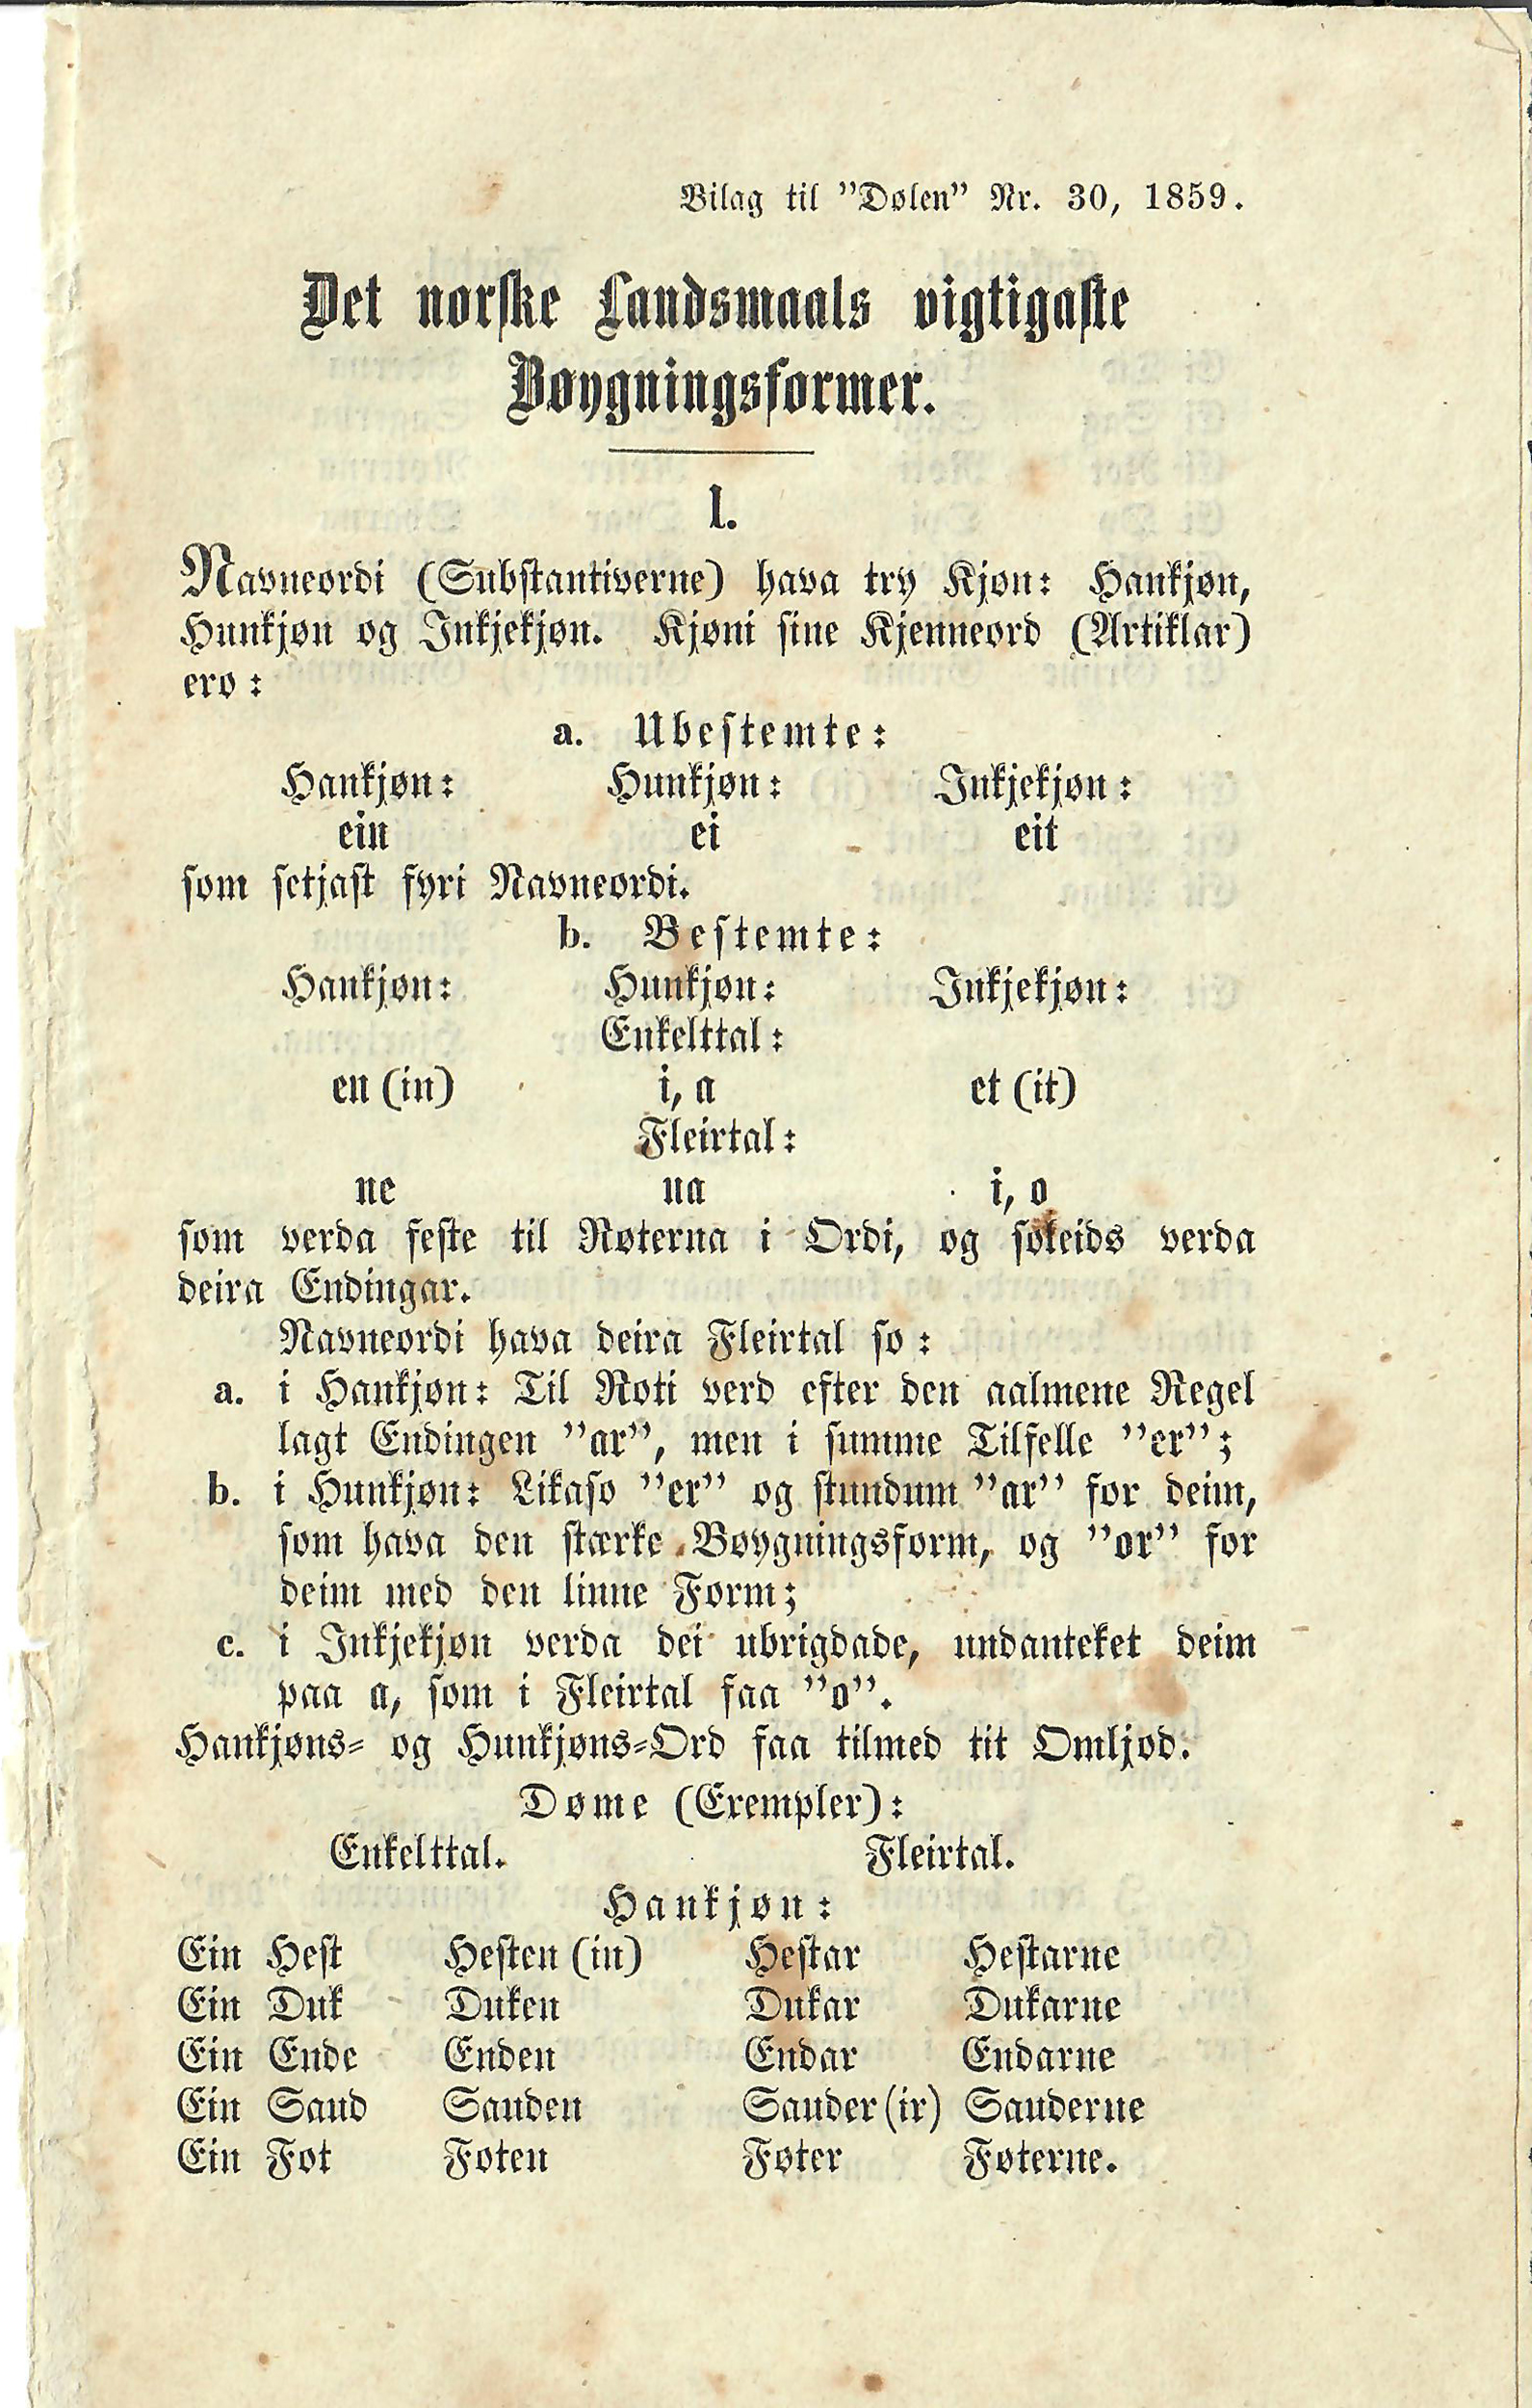 Bilag til ”Dølen” Nr. 30, 1859.
Det norske Landsmaals vigtigaste
Bøygningsformer.
I.
Navneordi (Substantiverne) hava try Kjøn: Hankjøn,
Hunkjøn og Inkjekjøn. Kjøni sine Kjenneord (Artiklar)
ero:
a. Ubestemte:
Hankjøn: Hunkjøn: Inkjekjøn:
ein ei eit
som setjast fyri Navneordi.
b. Bestemte:
Hankjøn: Hunkjøn: Inkjekjøn:
Enkelttal:
en (in) i, a et (it)
Fleirtal:
ne na i, o
som verda feste til Røterna i Ordi, og soleids verda
deira Endingar.
Navneordi hava deira Fleirtal so:
a. i Hankjøn: Til Roti verd efter den aalmene Regel
lagt Endingen ”ar”, men i summe Tilfelle ”er”;
b. i Hunkjøn: Likaso ”er” og stundum ”ar” for deim,
som hava den stærke Bøygningsform, og ”or” for
deim med den linne Form;
c. i Inkjekjøn verda dei ubrigdade, undanteket deim
paa a, som i Fleirtal faa ”o”.
Hankjøns- og Hunkjøns-Ord faa tilmed tit Omljod.
Døme (Exempler):
Enkelttal. Fleirtal.
Hankjøn:
Ein Hest Hesten (in) Hestar Hestarne
Ein Duk Duken Dukar Dukarne
Ein Ende Enden Endar Endarne
Ein Saud Sauden Sauder (ir) Sauderne
Ein Fot Foten Føter Føterne.